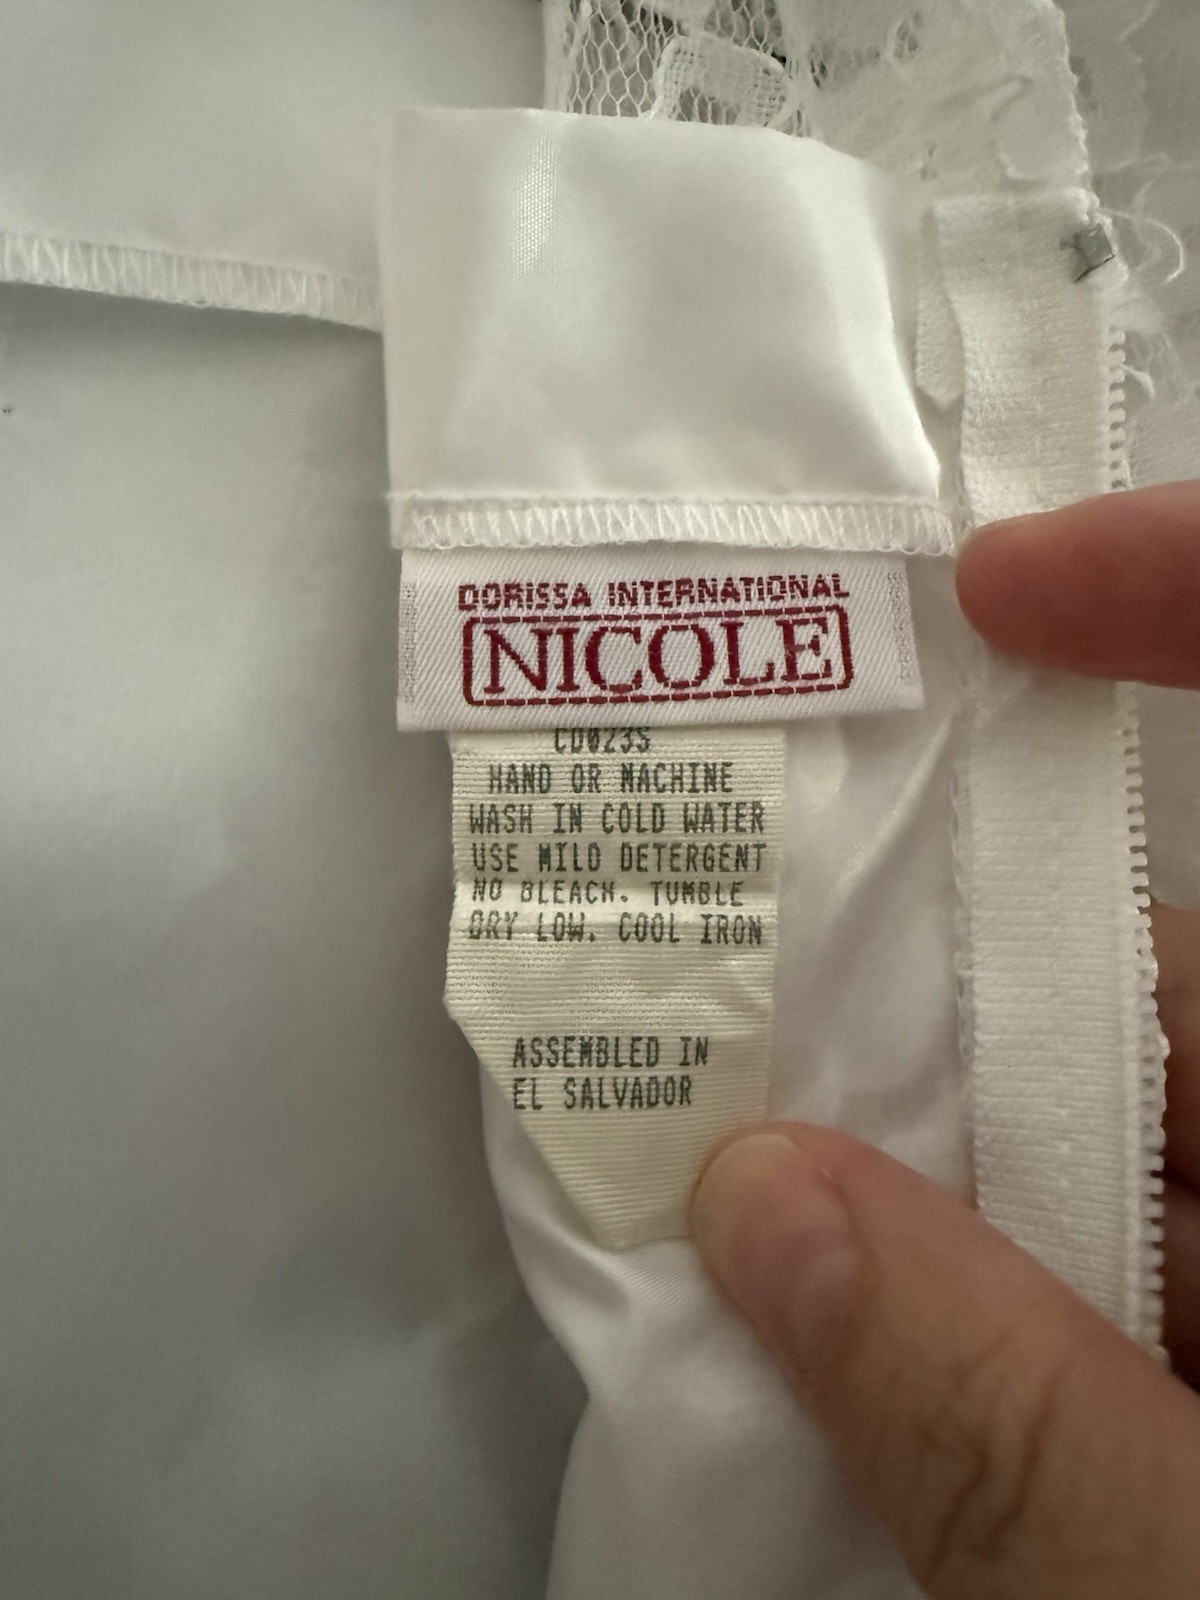 DORISSA INTERNATIONAL
NICOLE
CD023S
HAND OR MACHINE
WASH IN COLD WATER
USE MILD DETERGENT
NO BLEACH. TUMBLE
DRY LOW. COOL IRON
ASSEMBLED IN
EL SALVADOR